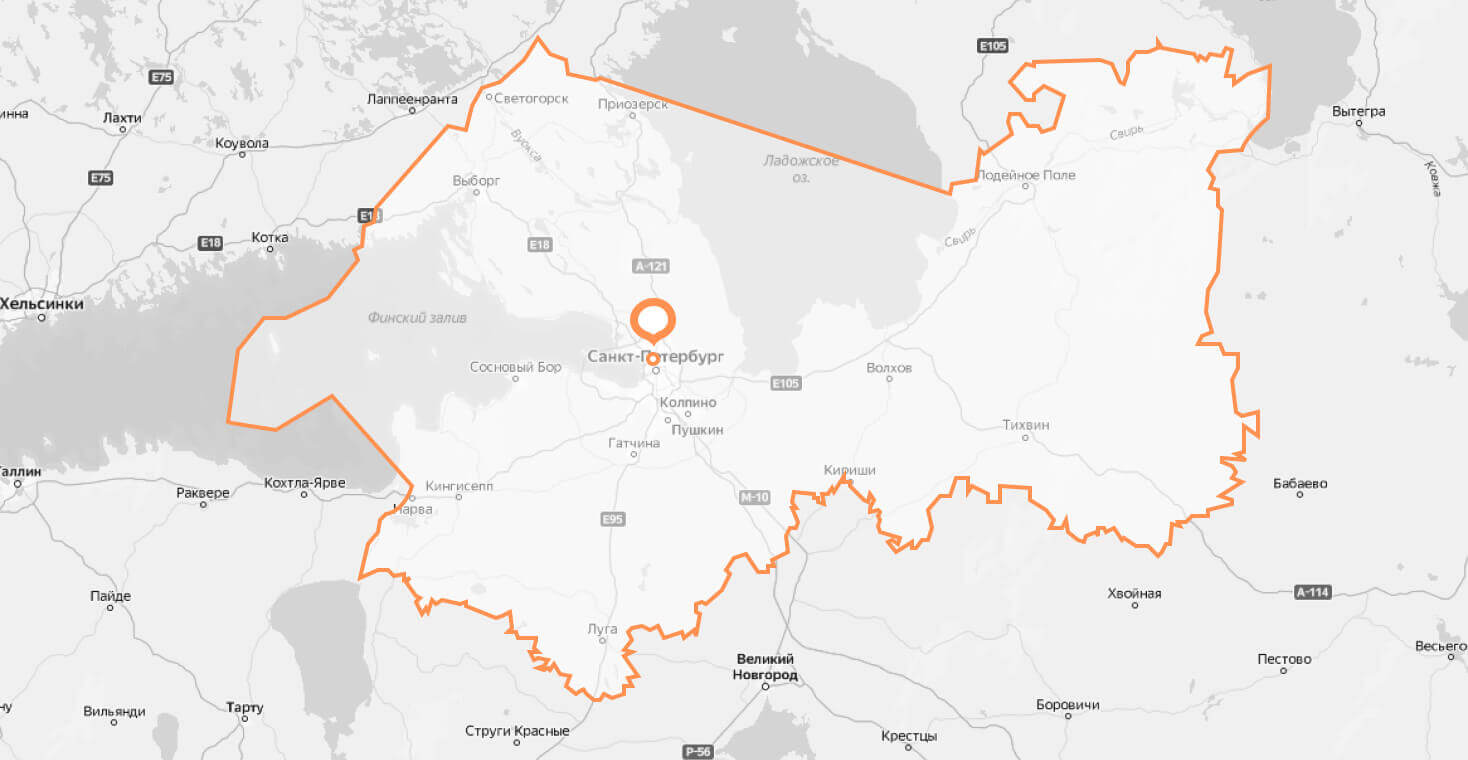 E105
E75
Светогорск
Лаппеенранта
Приозерск
Вытегра
Лахти
Свирь
Коувола
Вуокса
Ладожское
оз.
Ковжа
Лодейное Поле
E75
Выборг
E18
Котка
E18
E18
Свирь
А-121
Хельсинки
Финский залив
Санкт-Петербург
Сосновый Бор
Волхов
E105
Колпино
Пушкин
Тихвин
Гатчина
Кириши
Кохтла-Ярве
Кингисепп
Бабаево
Раквере
М-10
Нарва
E95
Пайде
А-114
Хвойная
Луга
Великий
Новгород
Пестово
Тарту
Боровичи
Вильянди
Струги Красные
Крестцы
Р-56